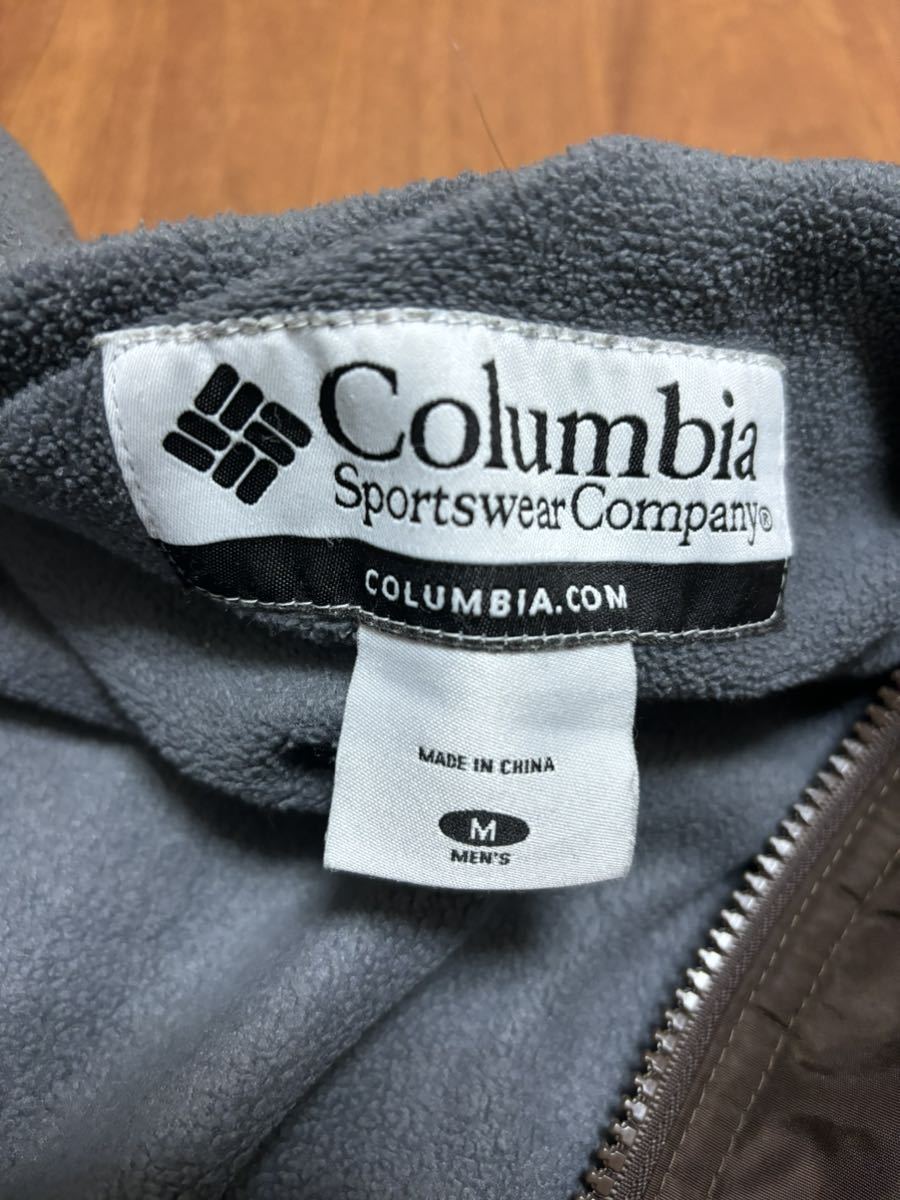 Columbia
Sportswear Company®
COLUMBIA.COM
MADE IN CHINA
M
MEN'S